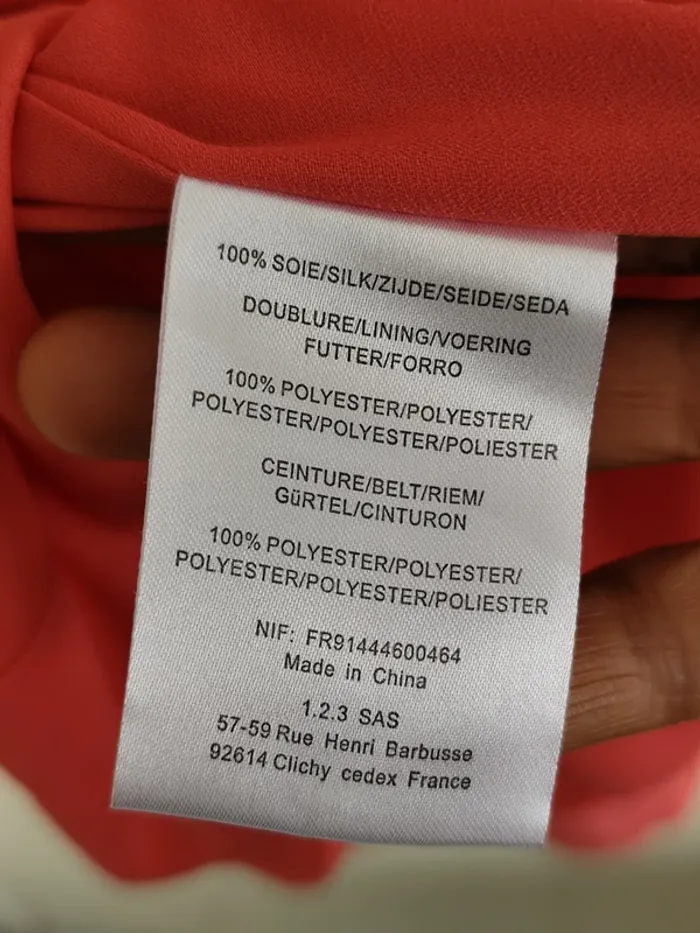 100% SOIE/SILK/ZIJDE/SEIDE/SEDA
DOUBLURE/LINING/VOERING
FUTTER/FORRO
100% POLYESTER/POLYESTER/
POLYESTER/POLYESTER/POLIESTER
CEINTURE/BELT/RIEM/
GüRTEL/CINTURON
100% POLYESTER/POLYESTER/
POLYESTER/POLYESTER/POLIESTER
NIF: FR91444600464
Made in China
1.2.3 SAS
57-59 Rue Henri Barbusse
92614 Clichy cedex France